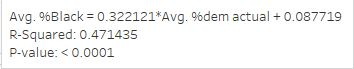 Avg. %Black = 0.322121*Avg. %dem actual + 0.087719
R-Squared: 0.471435
P-value: < 0.0001